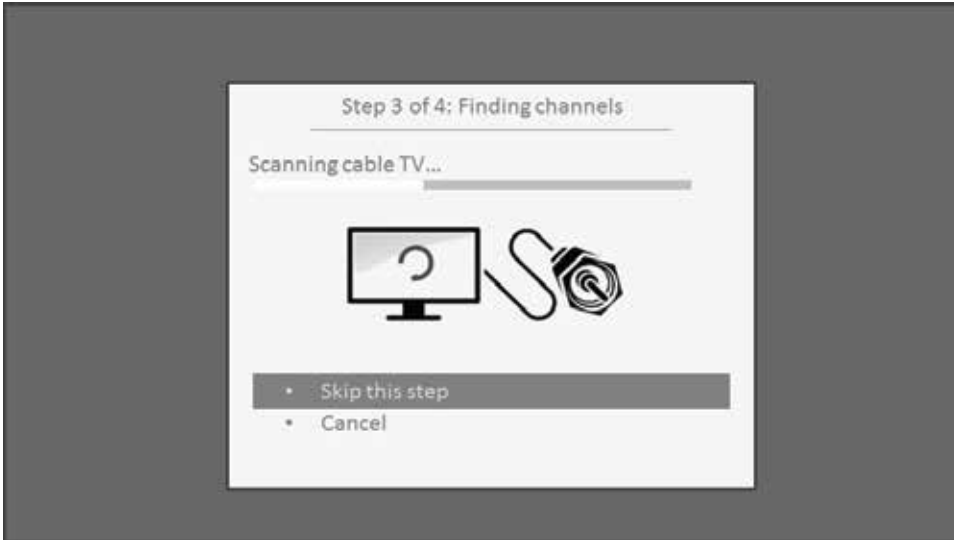 Step 3 of 4: Finding channels
Scanning cable TV...
• Skip this step
• Cancel